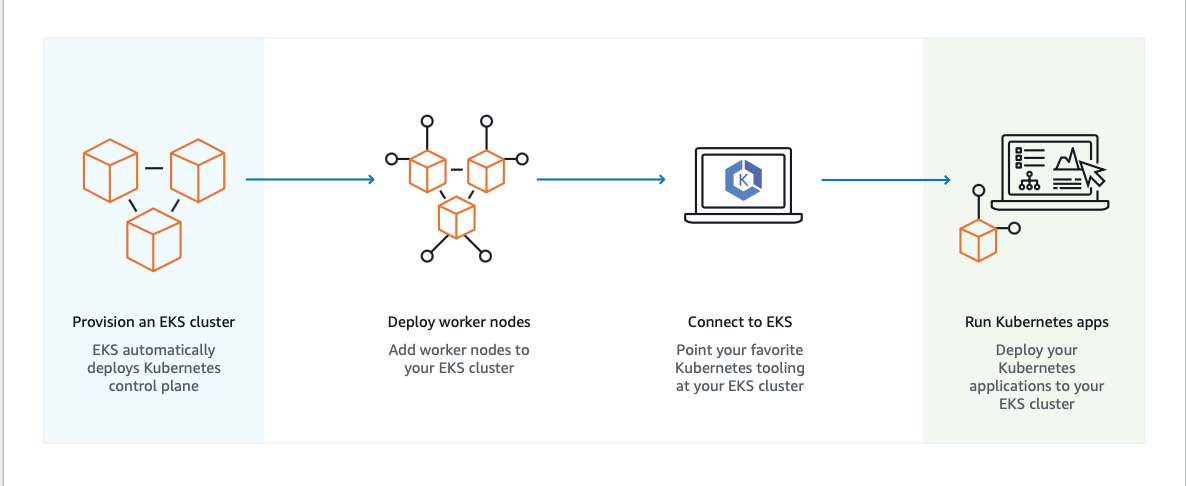 K
Provision an EKS cluster
EKS automatically
deploys Kubernetes
control plane
Deploy worker nodes
Add worker nodes to
your EKS cluster
Connect to EKS
Point your favorite
Kubernetes tooling
at your EKS cluster
Run Kubernetes apps
Deploy your
Kubernetes
applications to your
EKS cluster